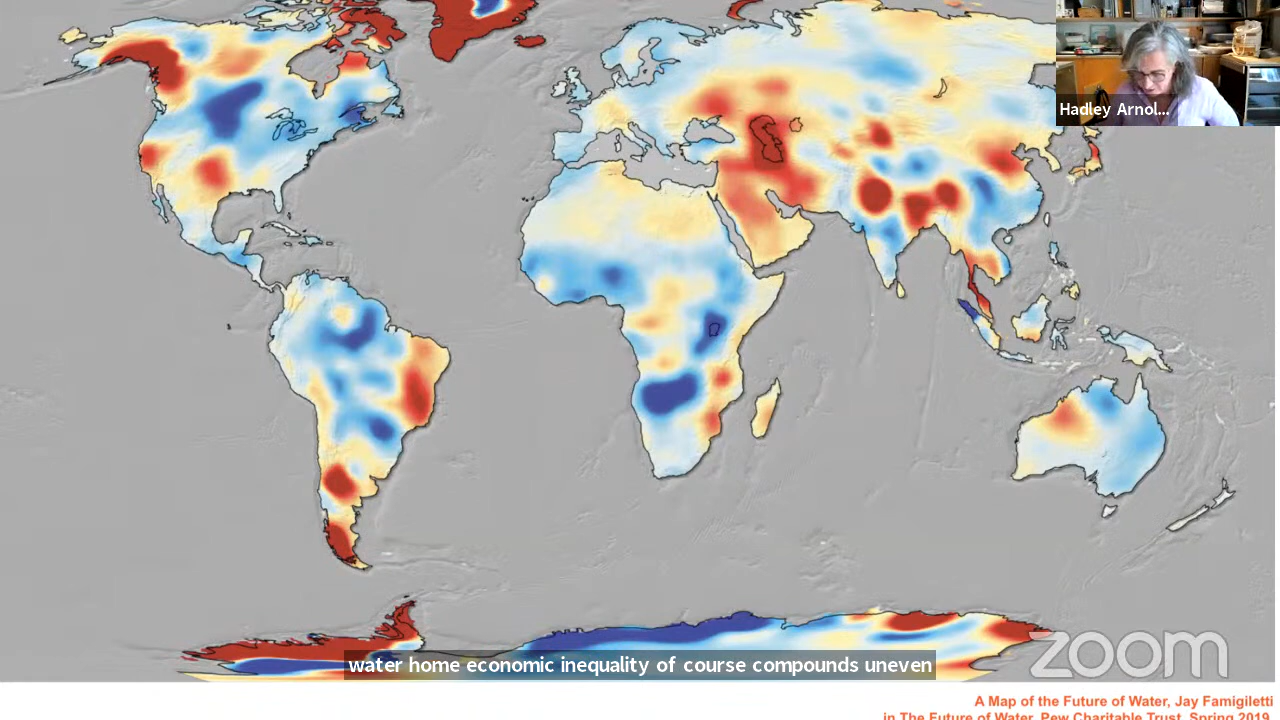 Hadley Arnol...
water home economic inequality of course compounds uneven
zoom
A Map of the Future of Water, Jay Famigiletti
in The Future of Water, Pew Charitable Trust, Spring 2019.